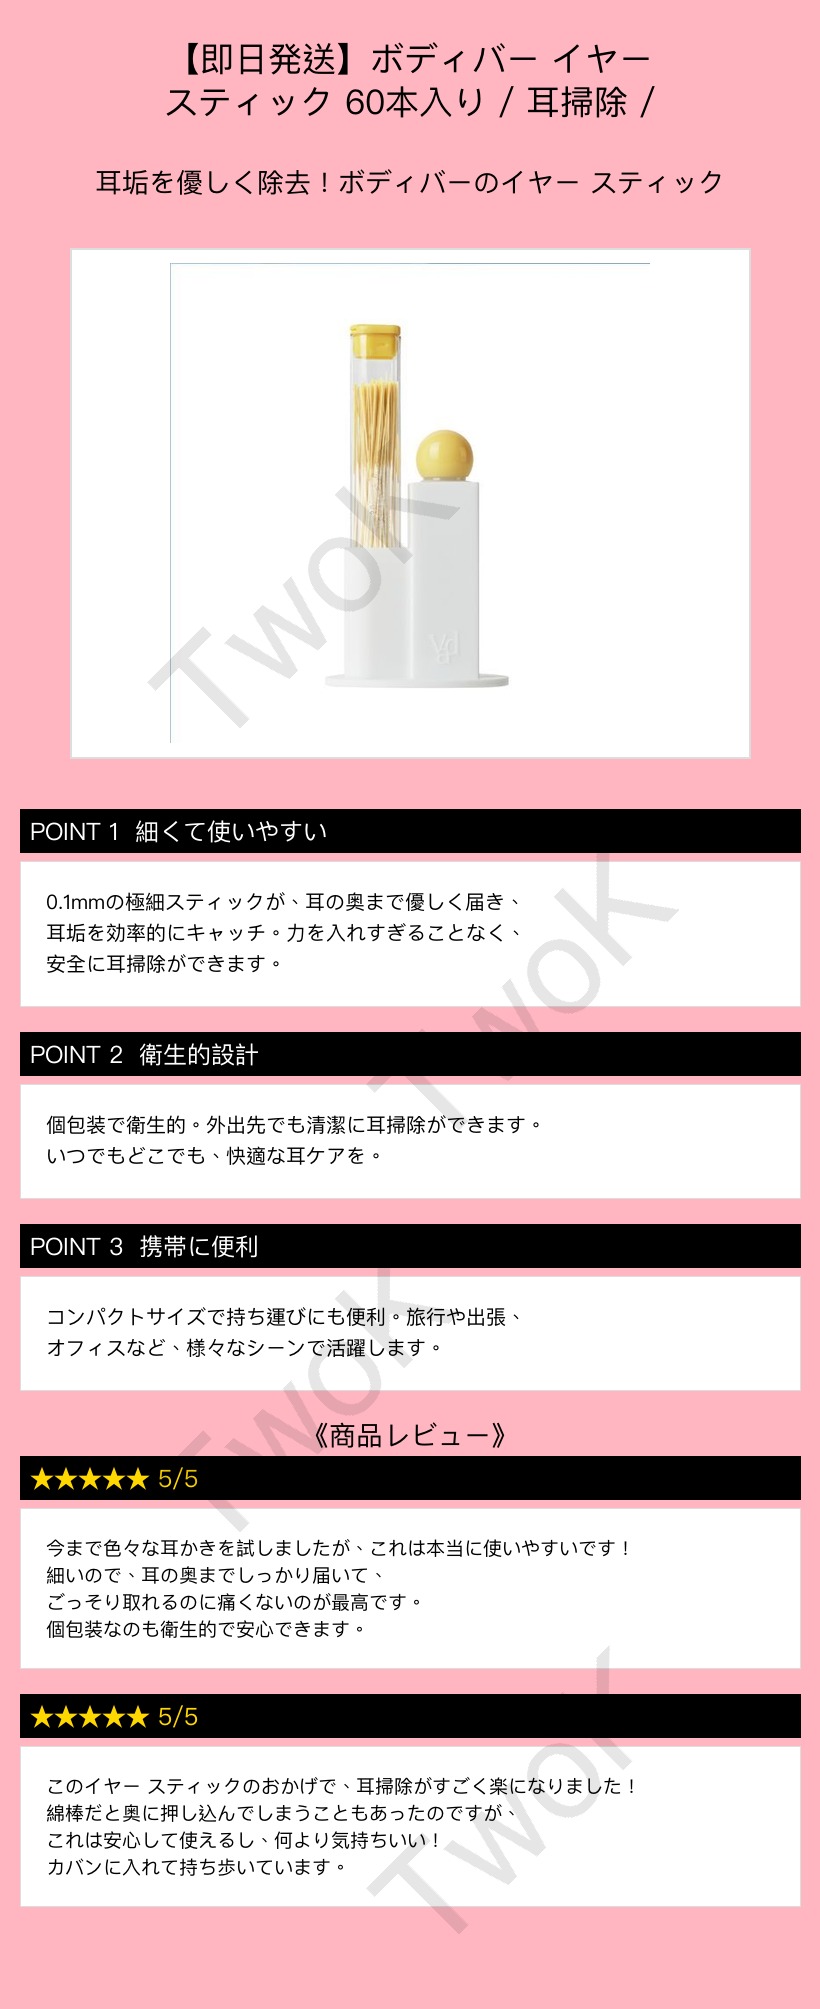 【即日発送】ボディバー イヤー
スティック 60本入り / 耳掃除 /
耳垢を優しく除去！ボディバーのイヤー スティック
POINT 1 細くて使いやすい
0.1mmの極細スティックが、耳の奥まで優しく届き、
耳垢を効率的にキャッチ。力を入れすぎることなく、
安全に耳掃除ができます。
POINT 2 衛生的設計
個包装で衛生的。外出先でも清潔に耳掃除ができます。
いつでもどこでも、快適な耳ケアを。
POINT 3 携帯に便利
コンパクトサイズで持ち運びにも便利。旅行や出張、
オフィスなど、様々なシーンで活躍します。
《商品レビュー》
★★★★★ 5/5
今まで色々な耳かきを試しましたが、これは本当に使いやすいです！
細いので、耳の奥までしっかり届いて、
ごっそり取れるのに痛くないのが最高です。
個包装なのも衛生的で安心できます。
★★★★★ 5/5
このイヤー スティックのおかげで、耳掃除がすごく楽になりました！
綿棒だと奥に押し込んでしまうこともあったのですが、
これは安心して使えるし、何より気持ちいい！
カバンに入れて持ち歩いています。
TwoK
TwoK
TwoK
TwoK